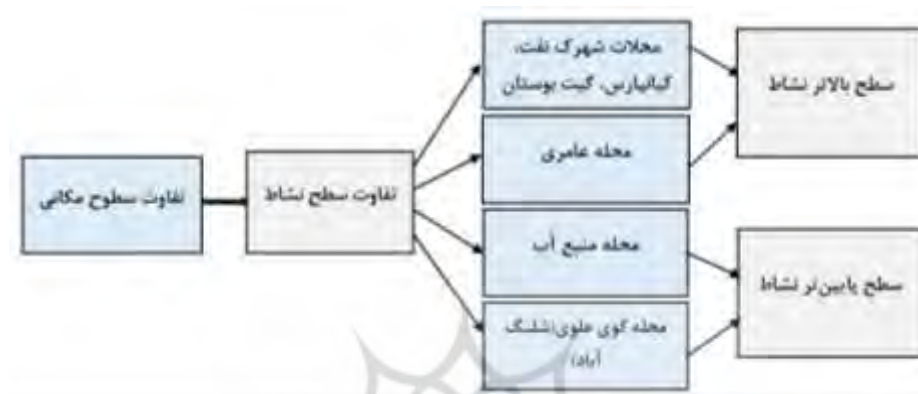 محلات شهرک نفت،
کیانپارس، گیت بوستان
سطح بالاتر نشاط
محله عامری
تفاوت سطوح مکانی
تفاوت سطح نشاط
محله منبع آب
سطح پایین‌تر نشاط
محله کوی علوی(شلنگ
آباد)